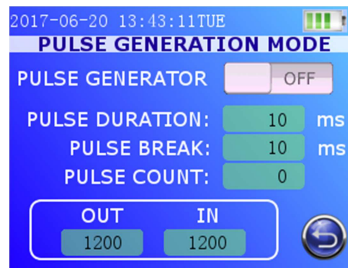 2017-06-20 13:43:11TUE
PULSE GENERATION MODE
PULSE GENERATOR OFF
PULSE DURATION: 10 ms
PULSE BREAK: 10 ms
PULSE COUNT: 0
OUT IN
1200 1200